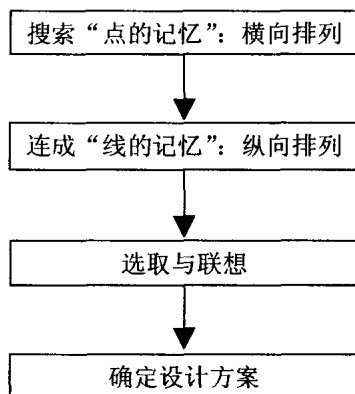 搜索“点的记忆”：横向排列
连成“线的记忆”：纵向排列
选取与联想
确定设计方案